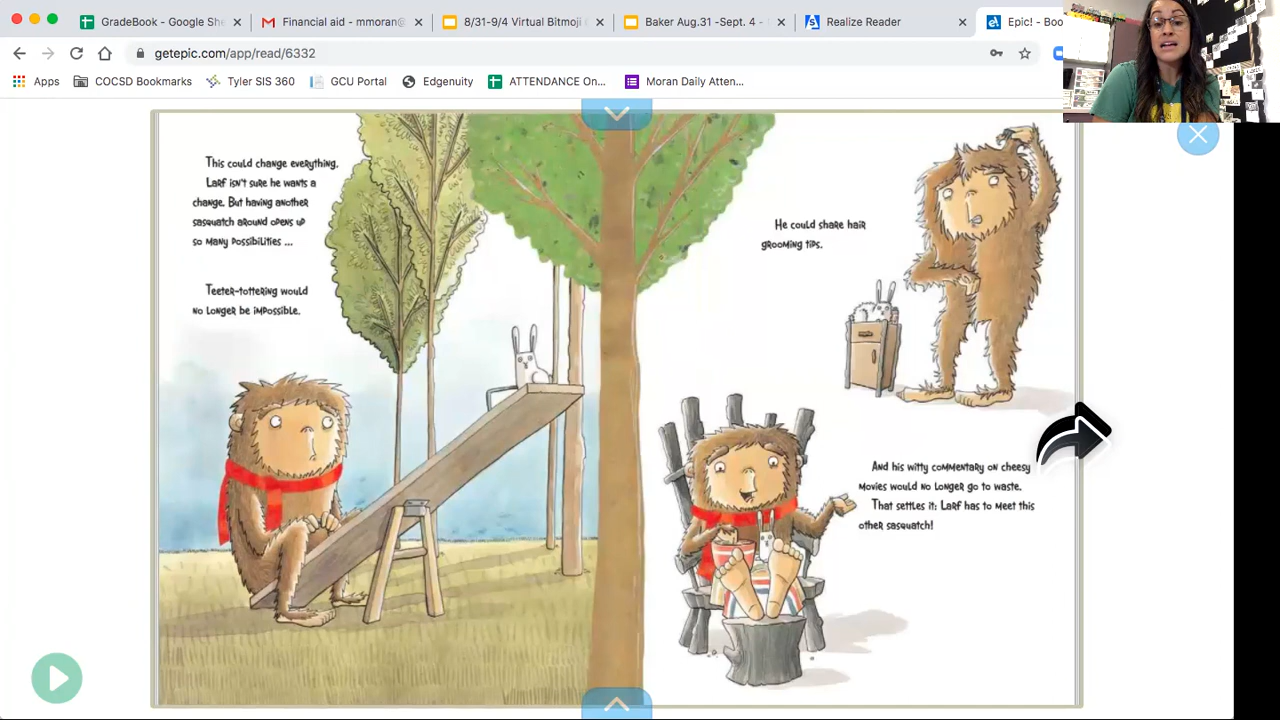 GradeBook - Google She
Financial aid - mmoran@
8/31-9/4 Virtual Bitmoji
Baker Aug.31 -Sept. 4 -
Realize Reader
Epic! - Boo
getepic.com/app/read/6332
Apps
COCSD Bookmarks
Tyler SIS 360
GCU Portal
Edgenuity
ATTENDANCE On...
Moran Daily Atten...
This could change everything.
Larf isn't sure he wants a
change. But having another
sasquatch around opens up
so many possibilities ...
Teeter-tottering would
no longer be impossible.
He could share hair
grooming tips.
And his witty commentary on cheesy
movies would no longer go to waste.
That settles it: Larf has to meet this
other sasquatch!